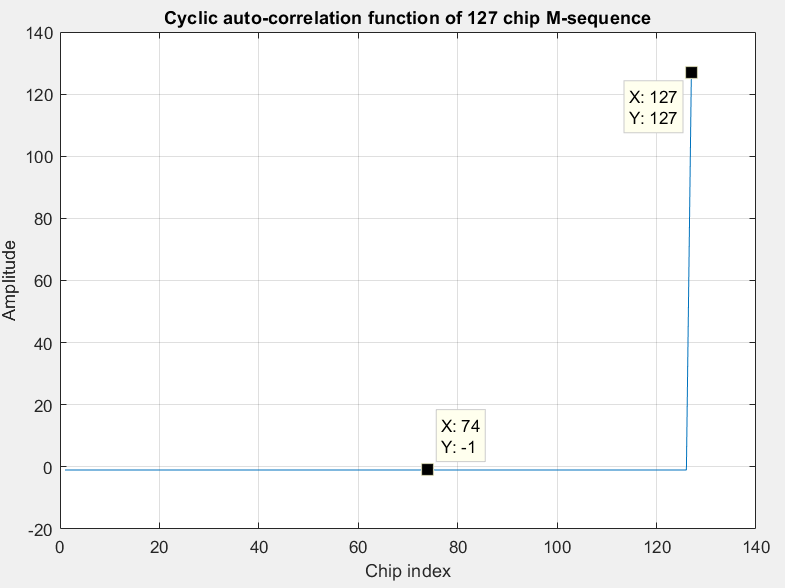 Cyclic auto-correlation function of 127 chip M-sequence
140
120
100
80
60
40
20
0
-20
Amplitude
X: 127
Y: 127
X: 74
Y: -1
0 20 40 60 80 100 120 140
Chip index